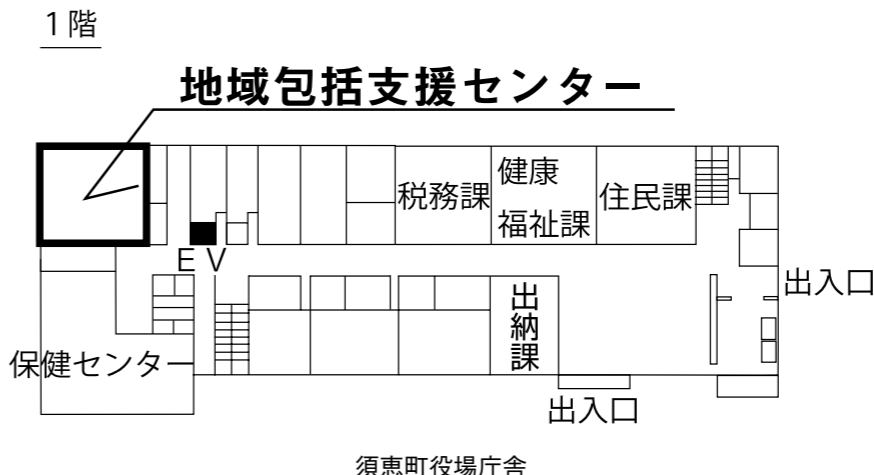 1階
地域包括支援センター
税務課
健康
福祉課
住民課
EV
出入口
出納課
保健センター
出入口
須恵町役場庁舎